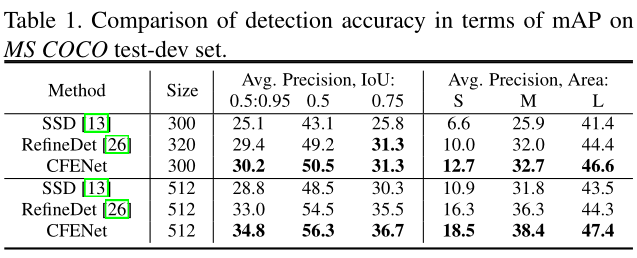 Table 1. Comparison of detection accuracy in terms of mAP on
MS COCO test-dev set.
Method Size Avg. Precision, IoU: Avg. Precision, Area:
0.5:0.95 0.5 0.75 S M L
SSD [13] 300 25.1 43.1 25.8 6.6 25.9 41.4
RefineDet [26] 320 29.4 49.2 31.3 10.0 32.0 44.4
CFENet 300 30.2 50.5 31.3 12.7 32.7 46.6
SSD [13] 512 28.8 48.5 30.3 10.9 31.8 43.5
RefineDet [26] 512 33.0 54.5 35.5 16.3 36.3 44.3
CFENet 512 34.8 56.3 36.7 18.5 38.4 47.4